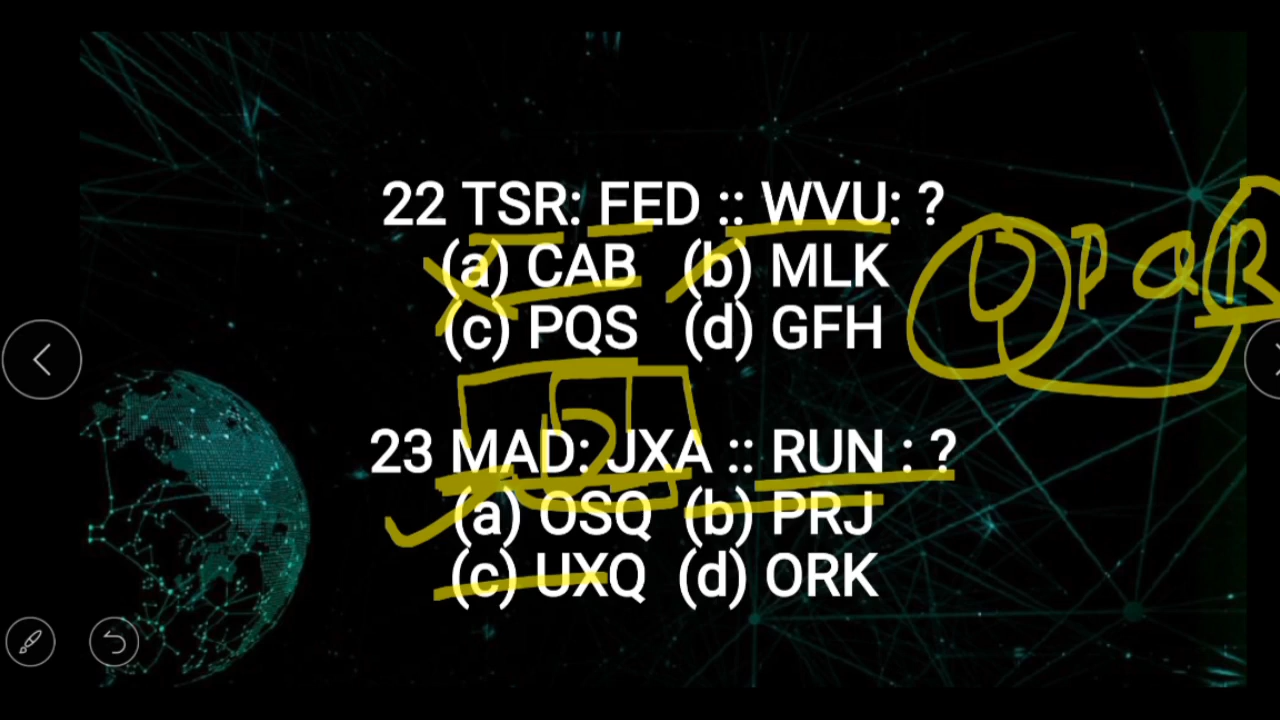 22 TSR: FED :: WVU: ?
(a) CAB (b) MLK
(c) PQS (d) GFH
O P Q R
23 MAD: JXA :: RUN : ?
(a) OSQ (b) PRJ
(c) UXQ (d) ORK